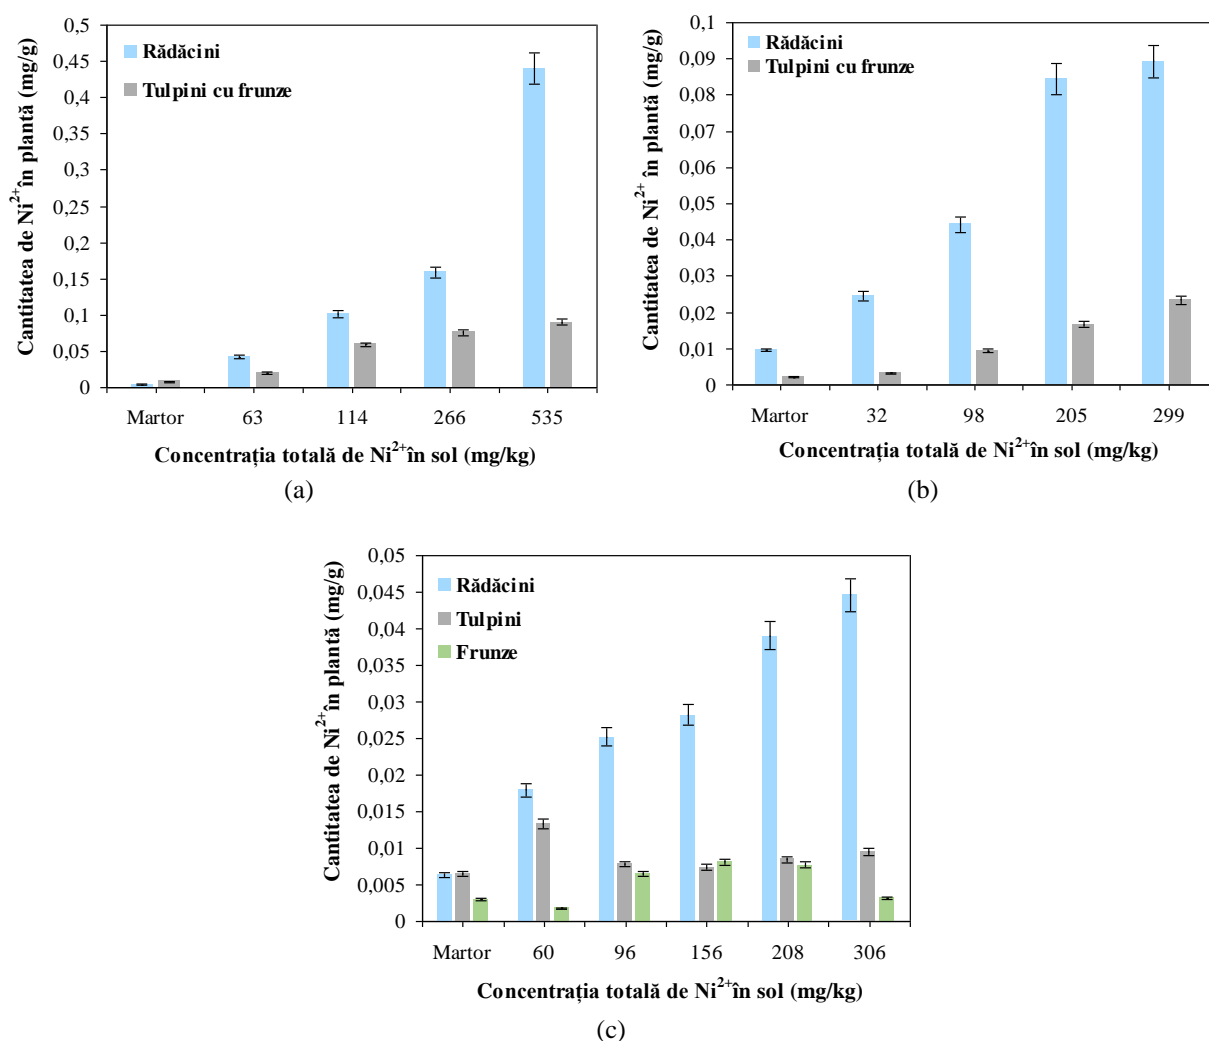 Cantitatea de Ni²⁺ în plantă (mg/g)
0,5
0,45
0,4
0,35
0,3
0,25
0,2
0,15
0,1
0,05
0
Rădăcini
Tulpini cu frunze
Martor 63 114 266 535
Concentrația totală de Ni²⁺în sol (mg/kg)
(a)
Cantitatea de Ni²⁺ în plantă (mg/g)
0,1
0,09
0,08
0,07
0,06
0,05
0,04
0,03
0,02
0,01
0
Rădăcini
Tulpini cu frunze
Martor 32 98 205 299
Concentrația totală de Ni²⁺în sol (mg/kg)
(b)
Cantitatea de Ni²⁺în plantă (mg/g)
0,05
0,045
0,04
0,035
0,03
0,025
0,02
0,015
0,01
0,005
0
Rădăcini
Tulpini
Frunze
Martor 60 96 156 208 306
Concentrația totală de Ni²⁺în sol (mg/kg)
(c)